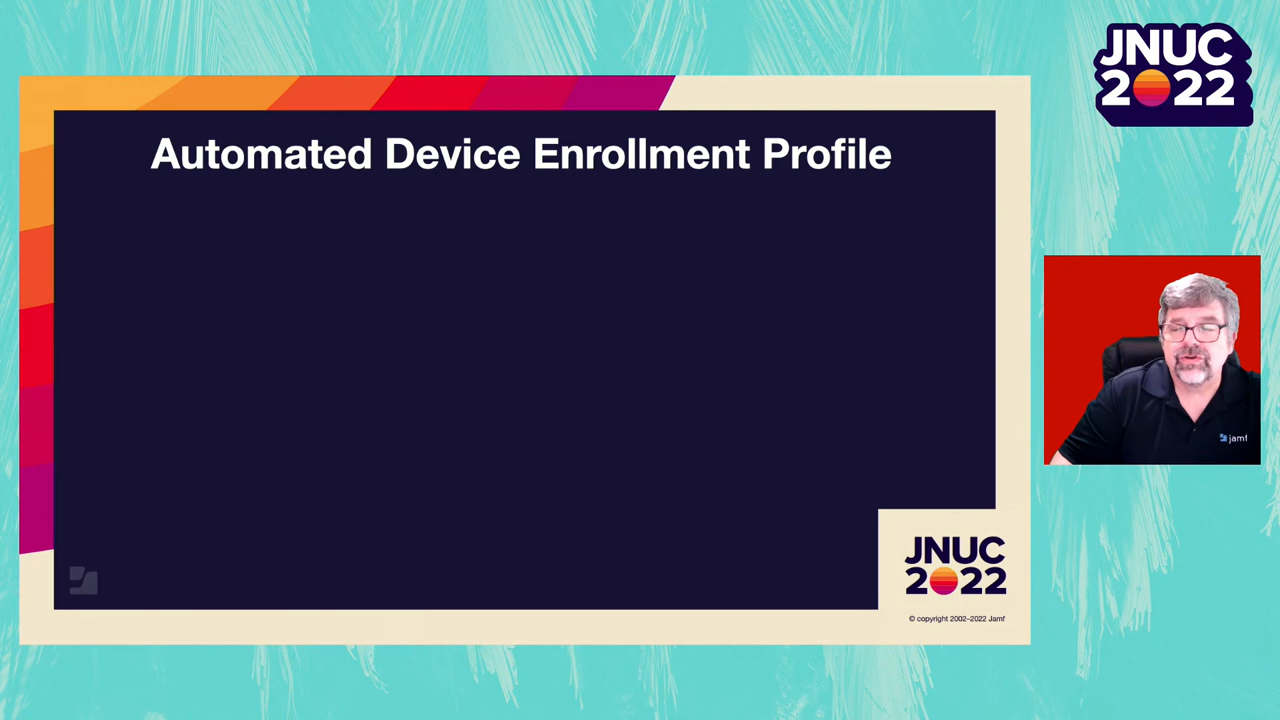 JNUC
2022
Automated Device Enrollment Profile
jamf
JNUC
2022
© copyright 2002–2022 Jamf